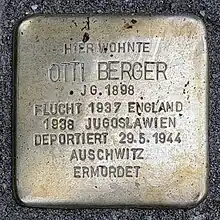 HIER WOHNTE
OTTI BERGER
JG. 1898
FLUCHT 1937 ENGLAND
1938 JUGOSLAWIEN
DEPORTIERT 29.5.1944
AUSCHWITZ
ERMORDET